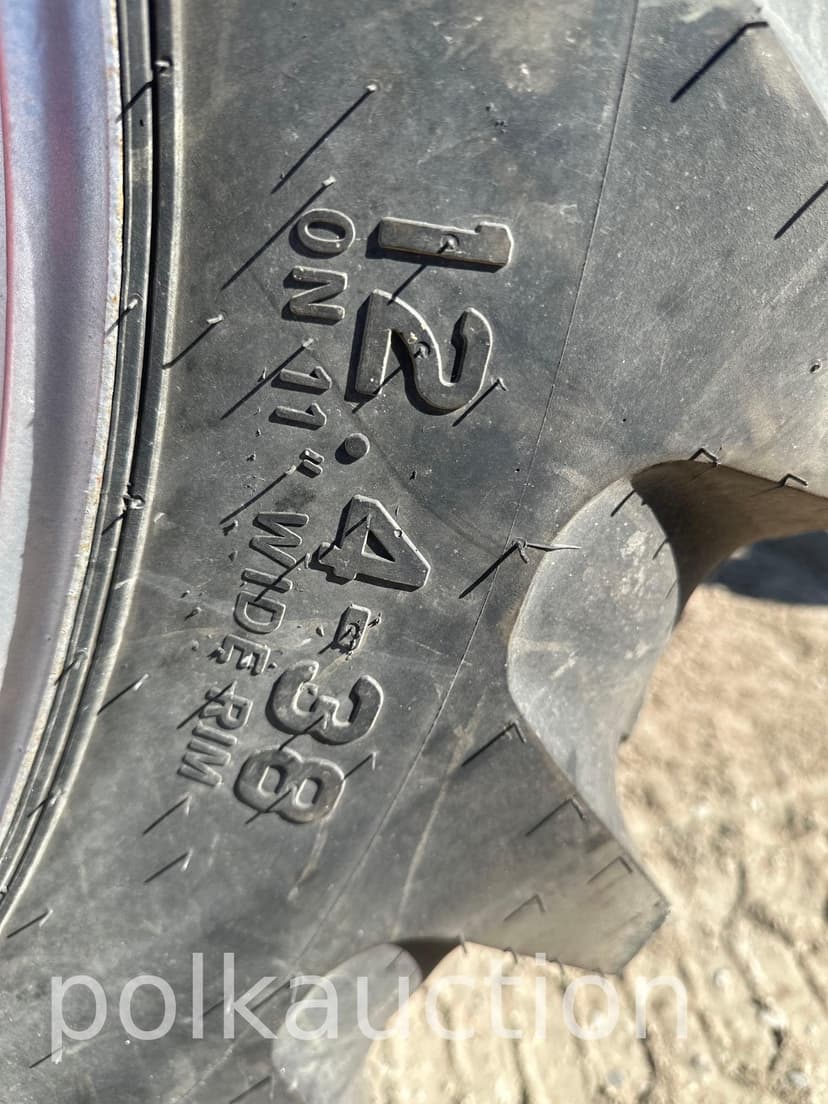 12.4-38
ON 11" WIDE RIM
polkauction